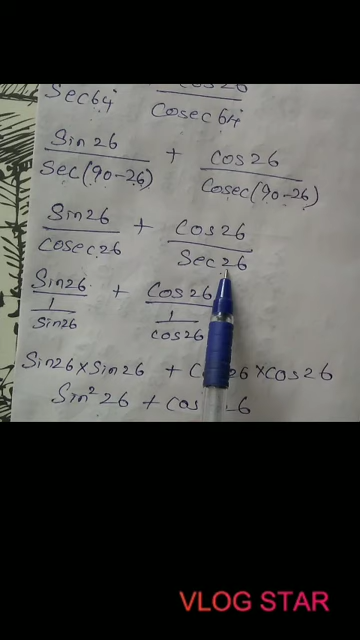 Sec64 Cosec64
Sin26/Sec(90-26) + Cos26/Cosec(90-26)
Sin26/cosec26 + Cos26/Sec26
Sin26/(1/Sin26) + Cos26/(1/cos26)
Sin26×Sin26 + C 26×Cos26
Sin²26 + Cos 6
VLOG STAR